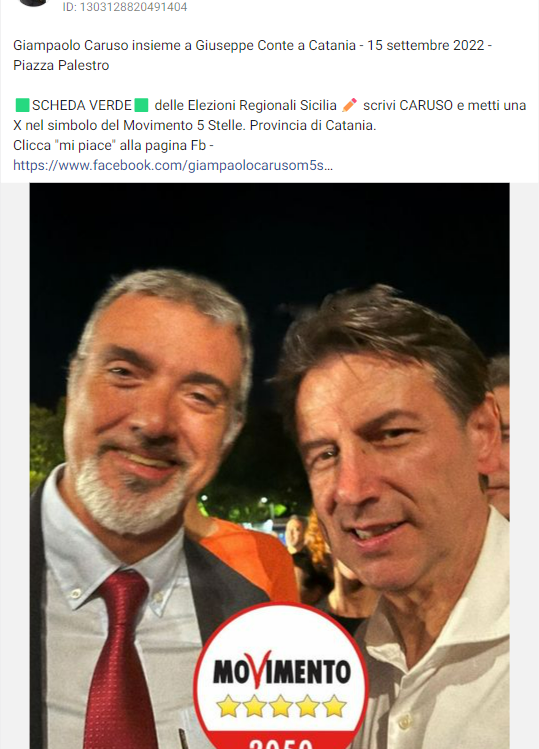 ID: 1303128820491404
Giampaolo Caruso insieme a Giuseppe Conte a Catania - 15 settembre 2022 -
Piazza Palestro
🟩SCHEDA VERDE🟩 delle Elezioni Regionali Sicilia ✏️ scrivi CARUSO e metti una
X nel simbolo del Movimento 5 Stelle. Provincia di Catania.
Clicca "mi piace" alla pagina Fb -
https://www.facebook.com/giampaolocarusom5s...
MOVIMENTO
2050